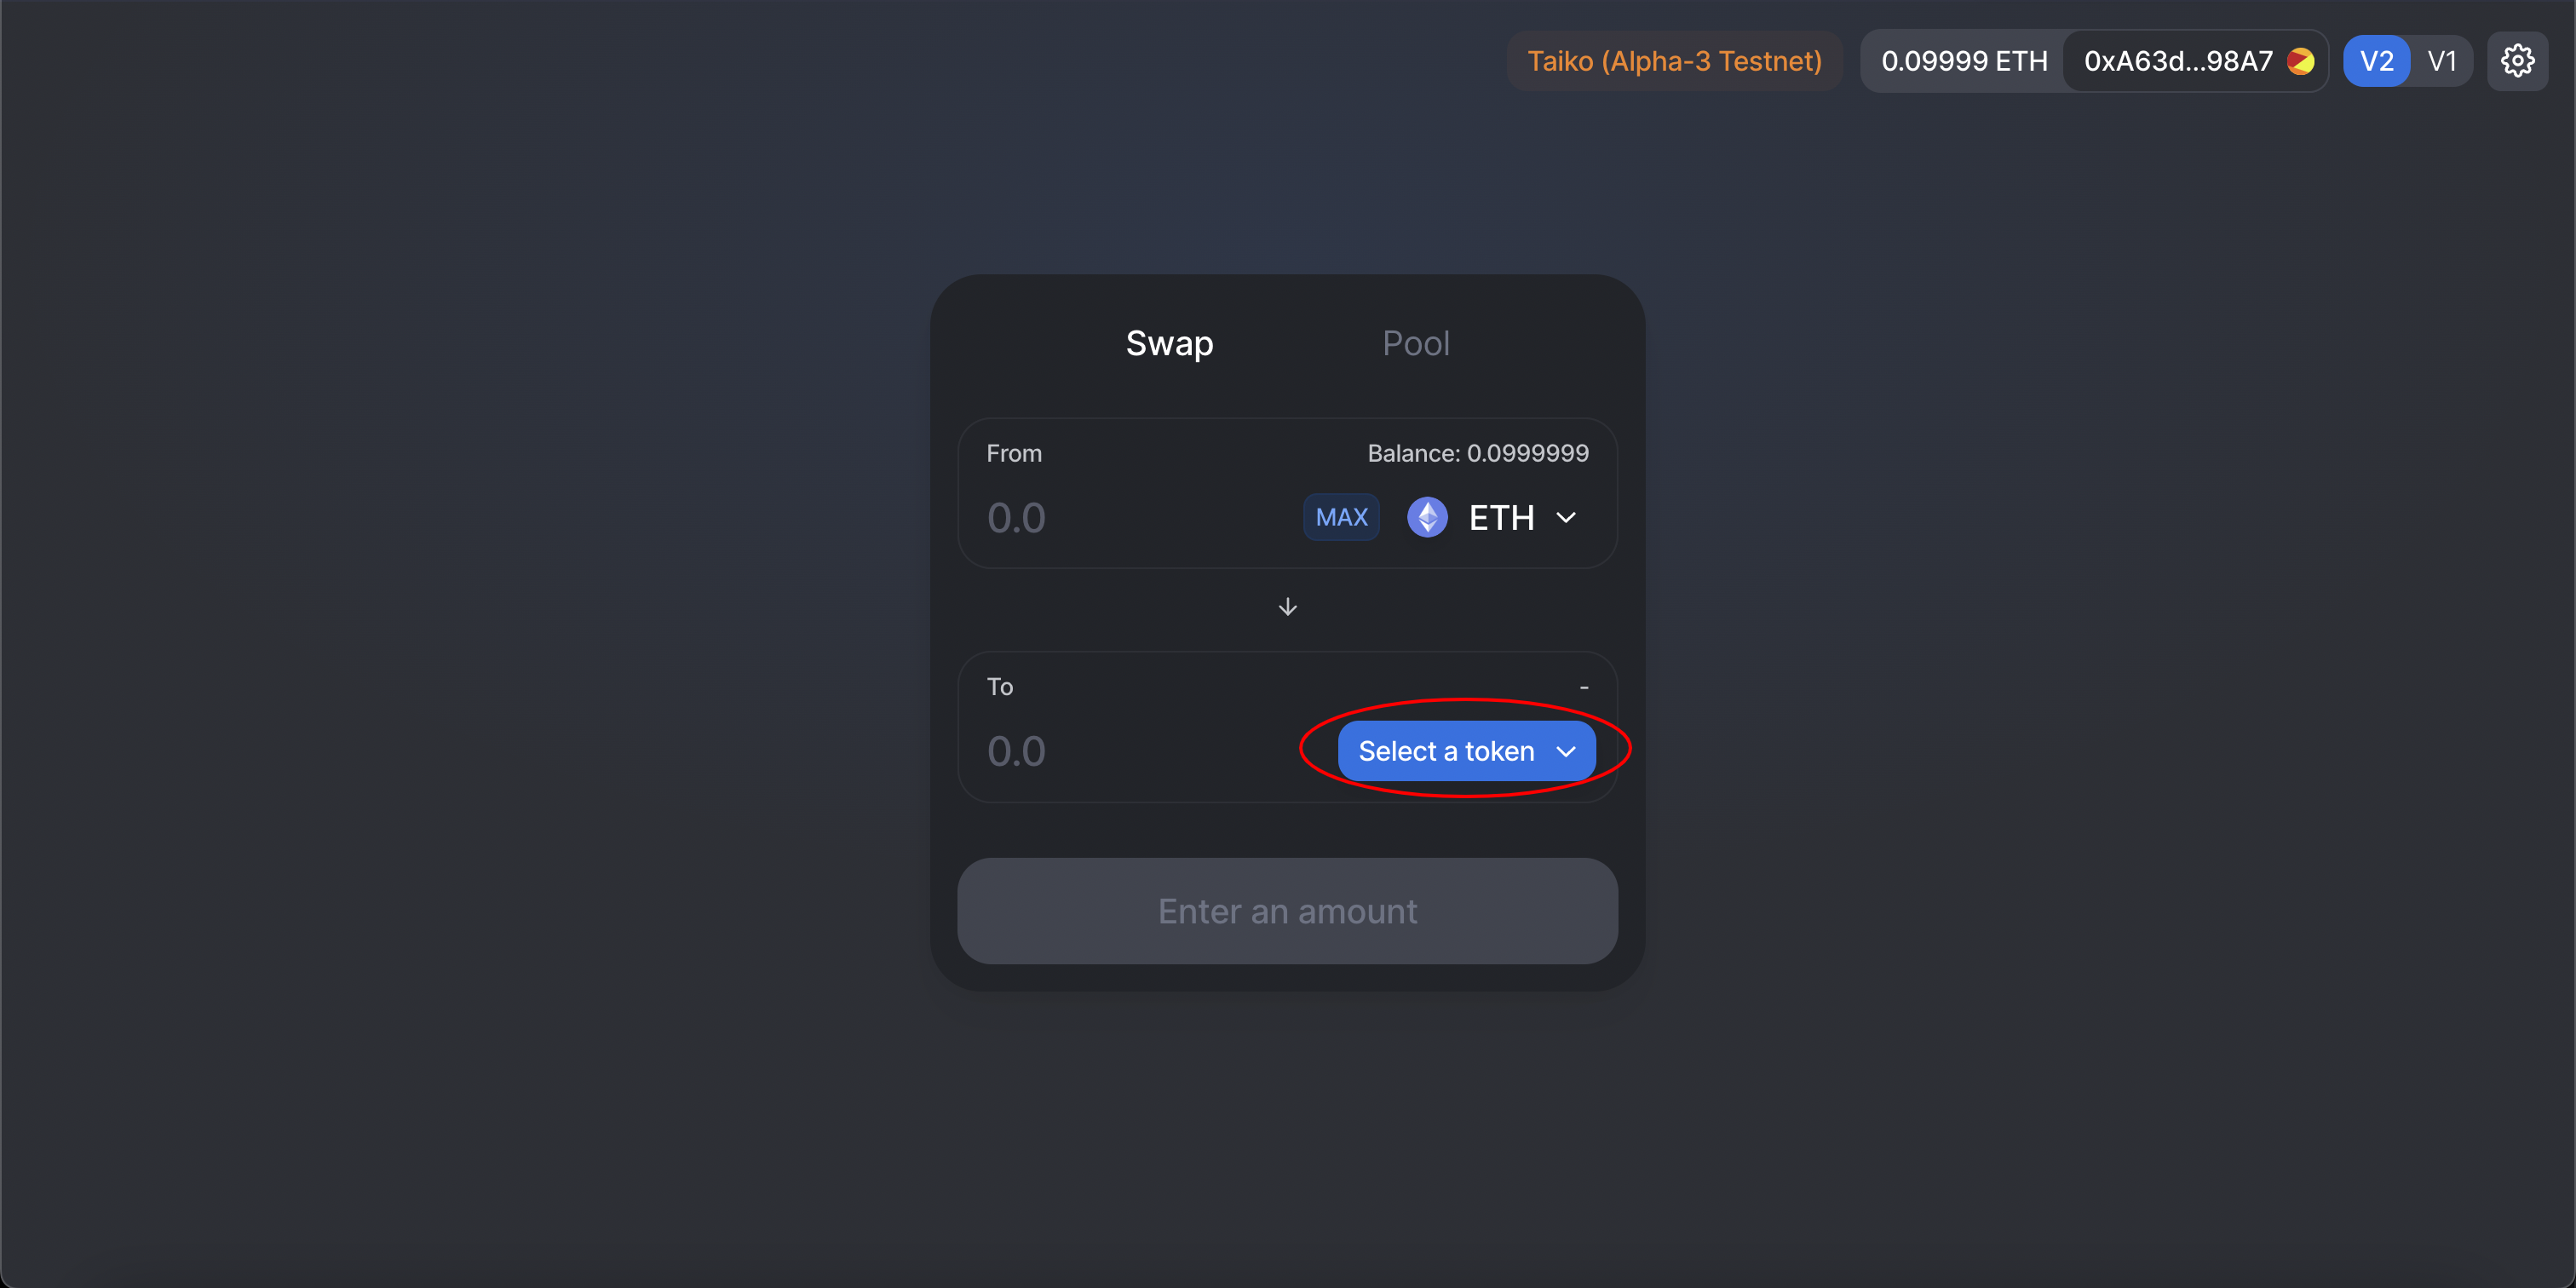 Taiko (Alpha-3 Testnet) 0.09999 ETH 0xA63d...98A7 V2 V1
Swap Pool
From Balance: 0.0999999
0.0 MAX ETH
To -
0.0 Select a token
Enter an amount